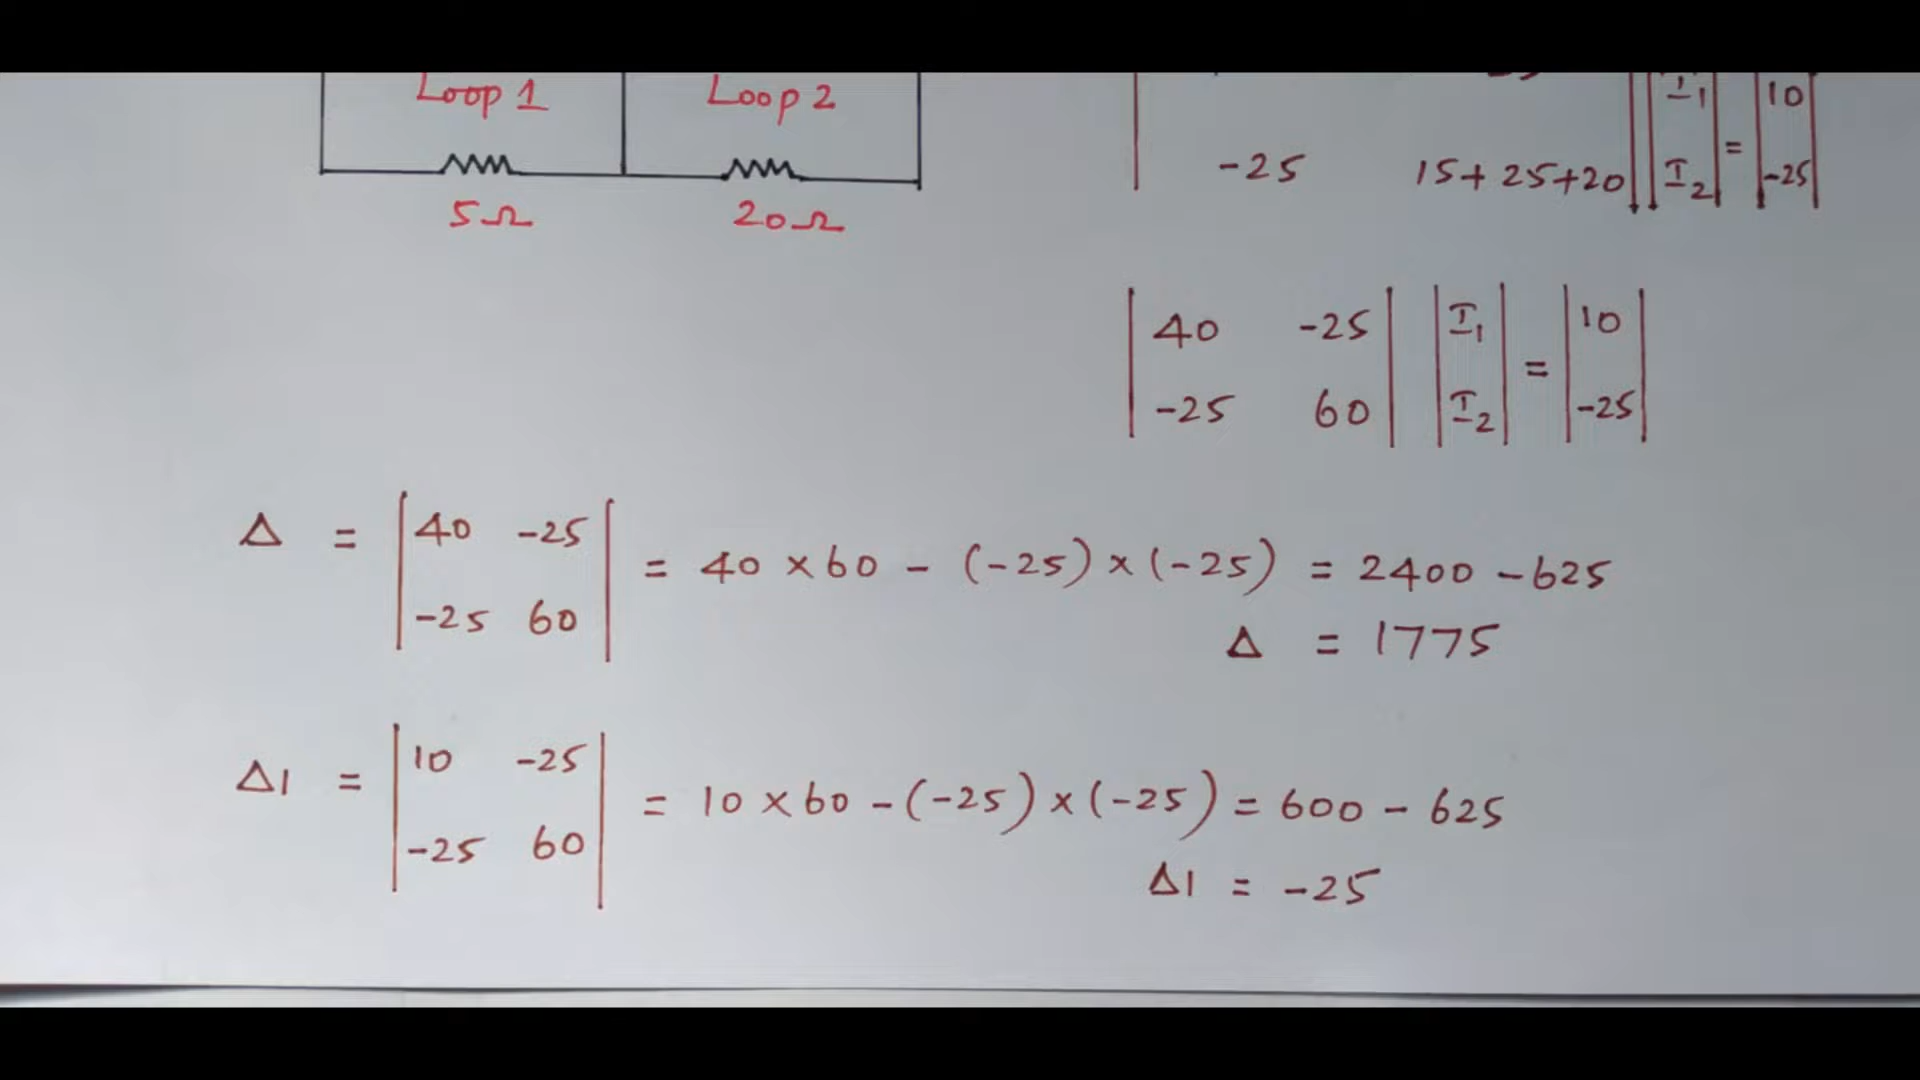 Loop 1 Loop 2
5Ω 20Ω
I1 10
-25 15+25+20 I2 = -25
40 -25 I1 10
=
-25 60 I2 -25
Δ = 40 -25 = 40 × 60 - (-25) × (-25) = 2400 - 625
-25 60
Δ = 1775
Δ1 = 10 -25 = 10 × 60 - (-25) × (-25) = 600 - 625
-25 60
Δ1 = -25